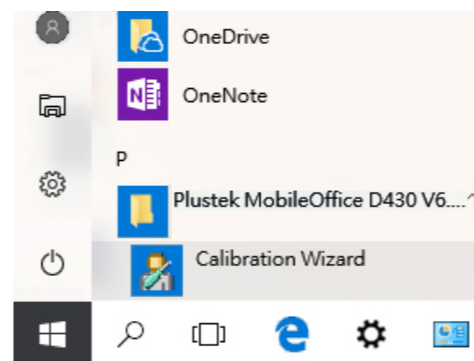 OneDrive
OneNote
P
Plustek MobileOffice D430 V6....
Calibration Wizard